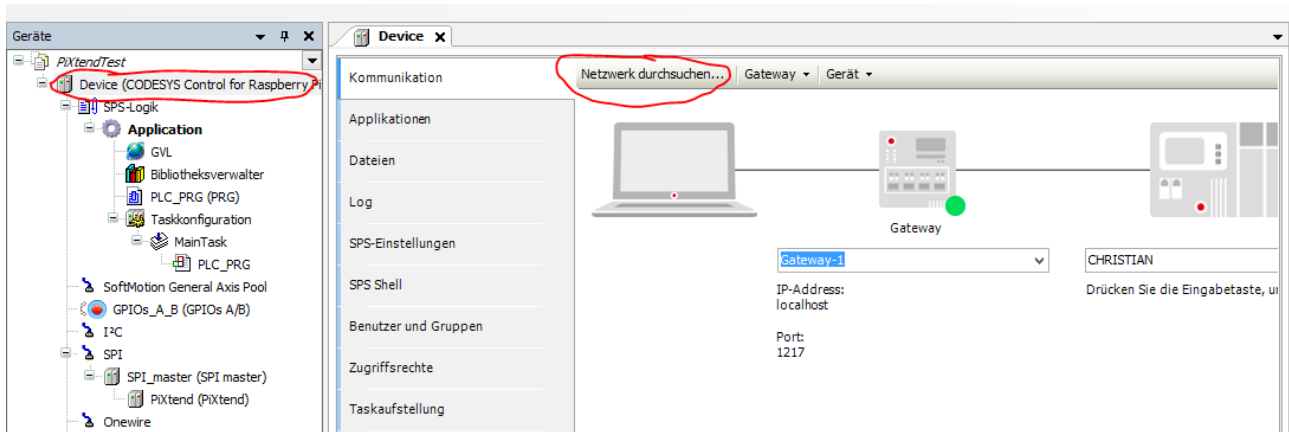 Geräte
PiXtendTest
Device (CODESYS Control for Raspberry Pi
SPS-Logik
Application
GVL
Bibliotheksverwalter
PLC_PRG (PRG)
Taskkonfiguration
MainTask
PLC_PRG
SoftMotion General Axis Pool
GPIOs_A_B (GPIOs A/B)
I²C
SPI
SPI_master (SPI master)
PiXtend (PiXtend)
Onewire
Device
Kommunikation
Applikationen
Dateien
Log
SPS-Einstellungen
SPS Shell
Benutzer und Gruppen
Zugriffsrechte
Taskaufstellung
Netzwerk durchsuchen... Gateway Gerät
Gateway
Gateway-1
IP-Address:
localhost
Port:
1217
CHRISTIAN
Drücken Sie die Eingabetaste,